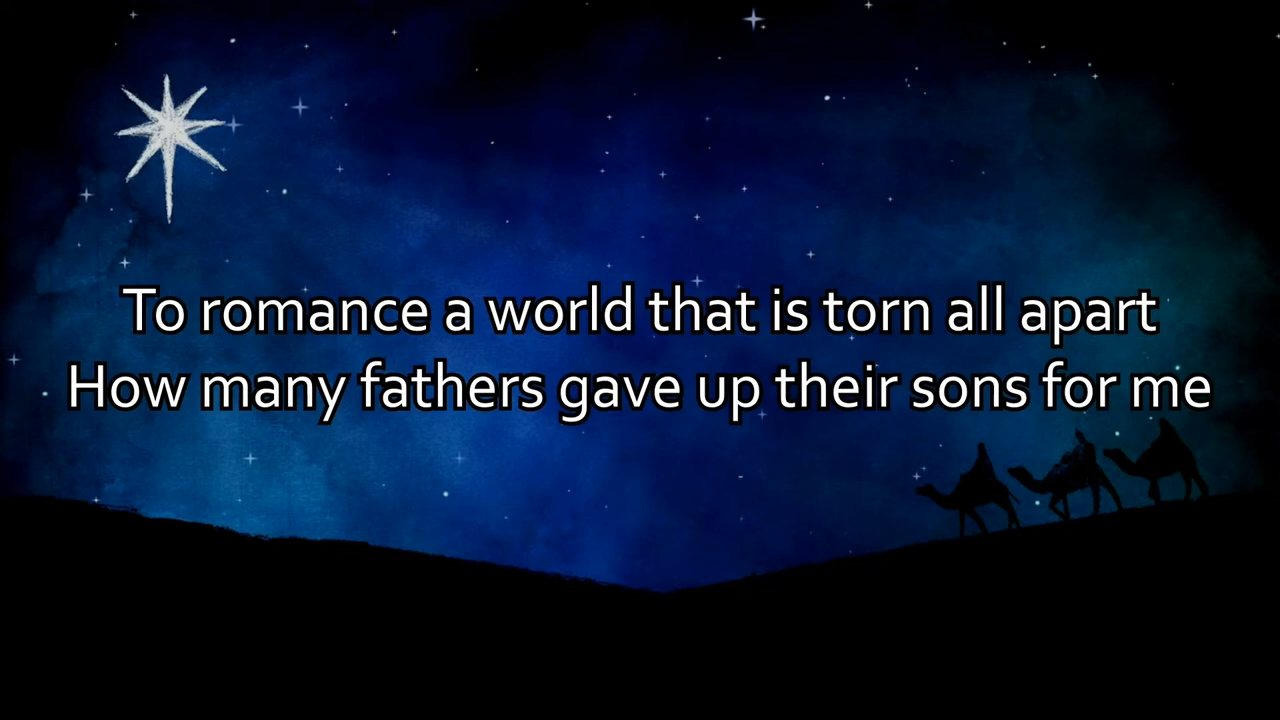 To romance a world that is torn all apart
How many fathers gave up their sons for me